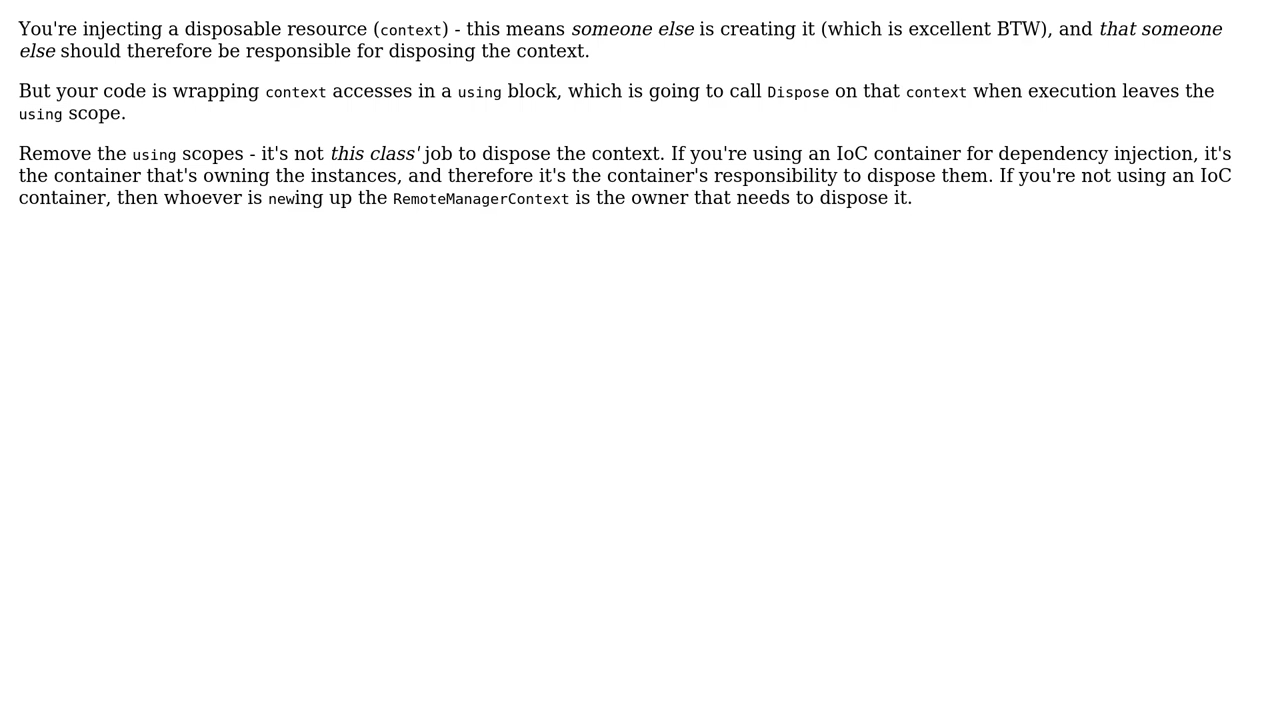 You're injecting a disposable resource (context) - this means someone else is creating it (which is excellent BTW), and that someone
else should therefore be responsible for disposing the context.
But your code is wrapping context accesses in a using block, which is going to call Dispose on that context when execution leaves the
using scope.
Remove the using scopes - it's not this class' job to dispose the context. If you're using an IoC container for dependency injection, it's
the container that's owning the instances, and therefore it's the container's responsibility to dispose them. If you're not using an IoC
container, then whoever is newing up the RemoteManagerContext is the owner that needs to dispose it.